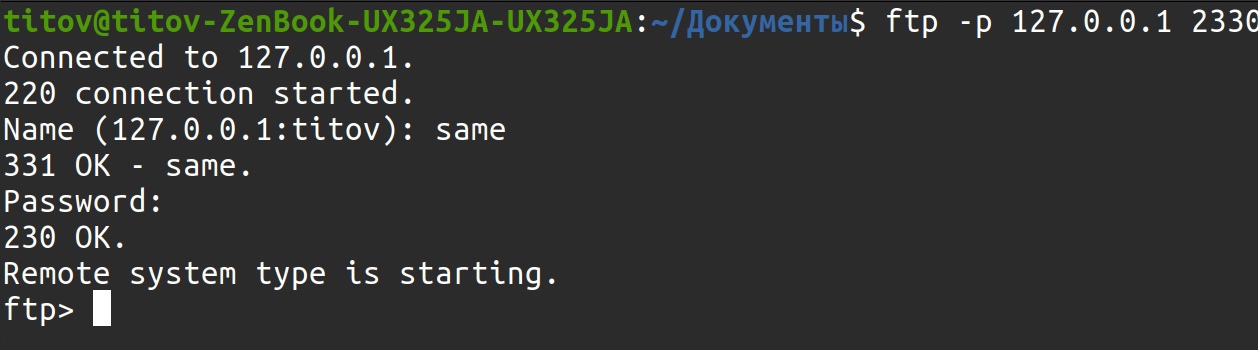 titov@titov-ZenBook-UX325JA-UX325JA:~/Документы$ ftp -p 127.0.0.1 2330
Connected to 127.0.0.1.
220 connection started.
Name (127.0.0.1:titov): same
331 OK - same.
Password:
230 OK.
Remote system type is starting.
ftp>